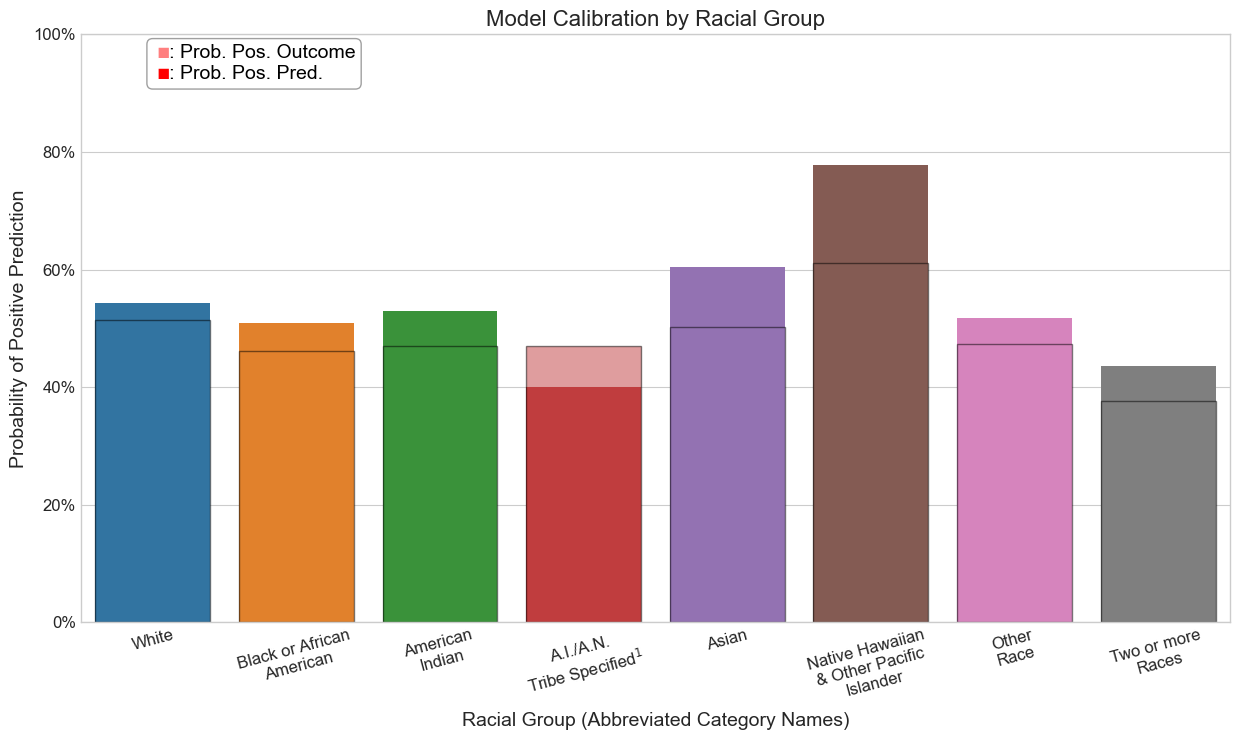 Model Calibration by Racial Group
100%
80%
60%
40%
20%
0%
Probability of Positive Prediction
■: Prob. Pos. Outcome
■: Prob. Pos. Pred.
White
Black or African
American
American
Indian
A.I./A.N.
Tribe Specified¹
Asian
Native Hawaiian
& Other Pacific
Islander
Other
Race
Two or more
Races
Racial Group (Abbreviated Category Names)